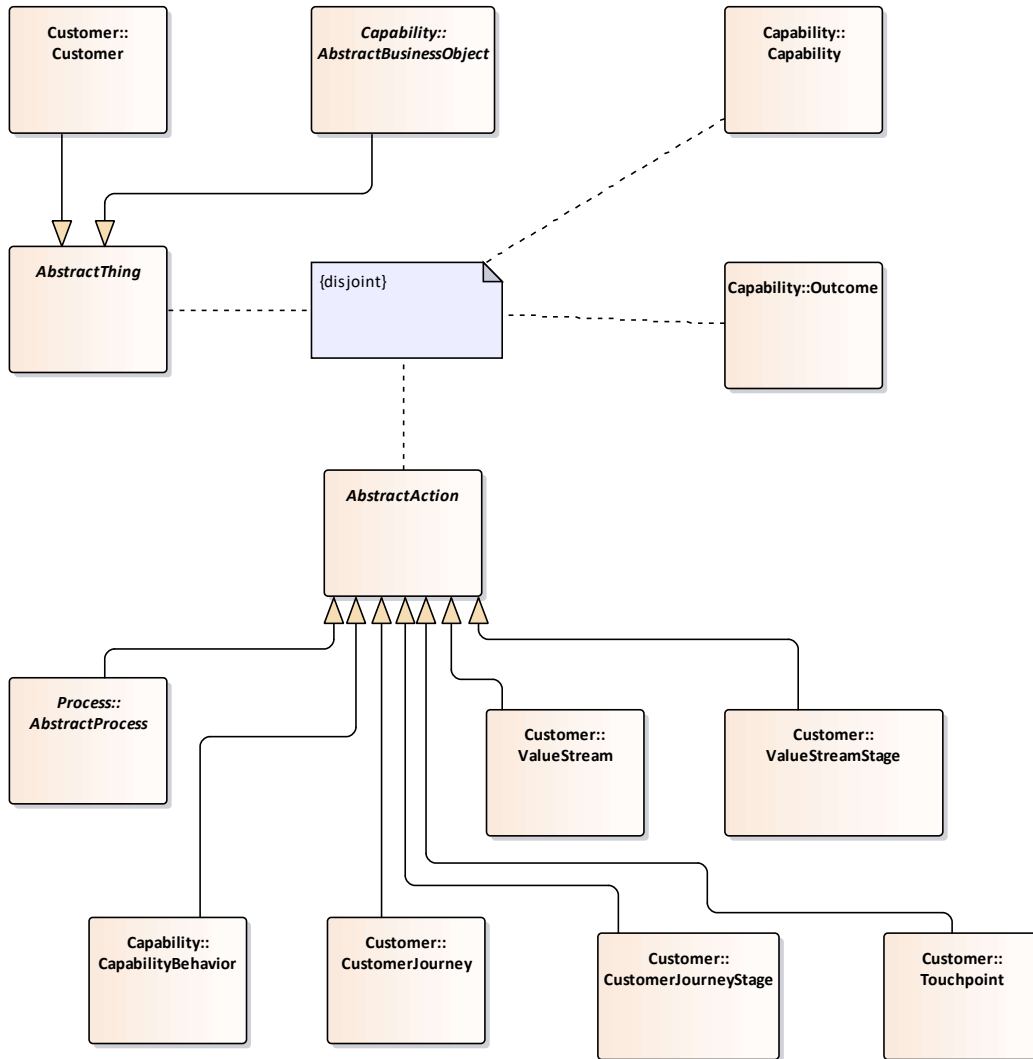 Customer::
Customer
Capability::
AbstractBusinessObject
Capability::
Capability
AbstractThing
{disjoint}
Capability::Outcome
AbstractAction
Process::
AbstractProcess
Customer::
ValueStream
Customer::
ValueStreamStage
Capability::
CapabilityBehavior
Customer::
CustomerJourney
Customer::
CustomerJourneyStage
Customer::
Touchpoint